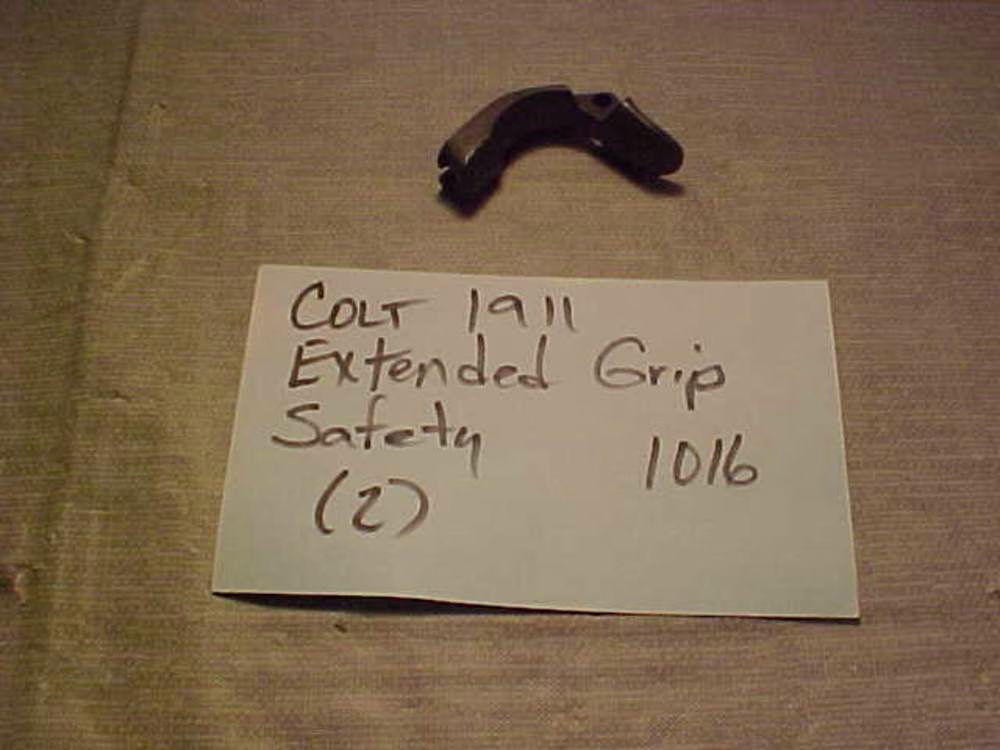 COLT 1911
Extended Grip
Safety 1016
(2)